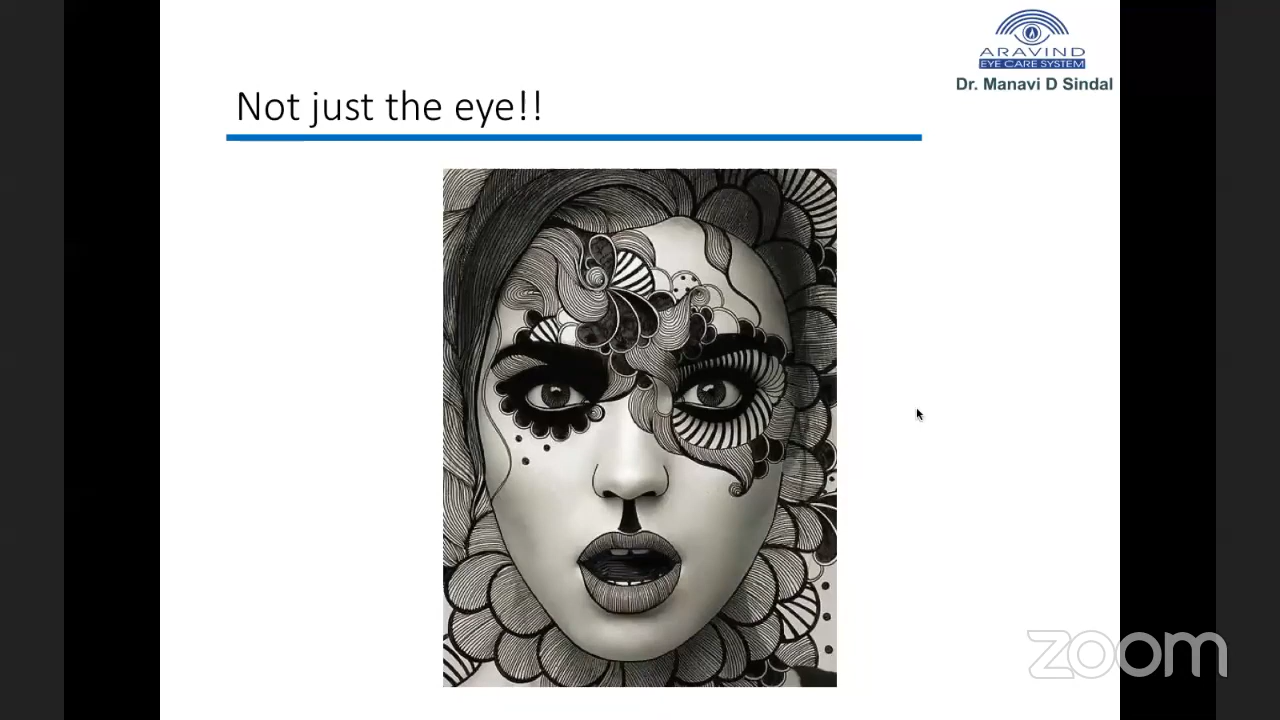 ARAVIND
EYE CARE SYSTEM
Dr. Manavi D Sindal
Not just the eye!!
zoom